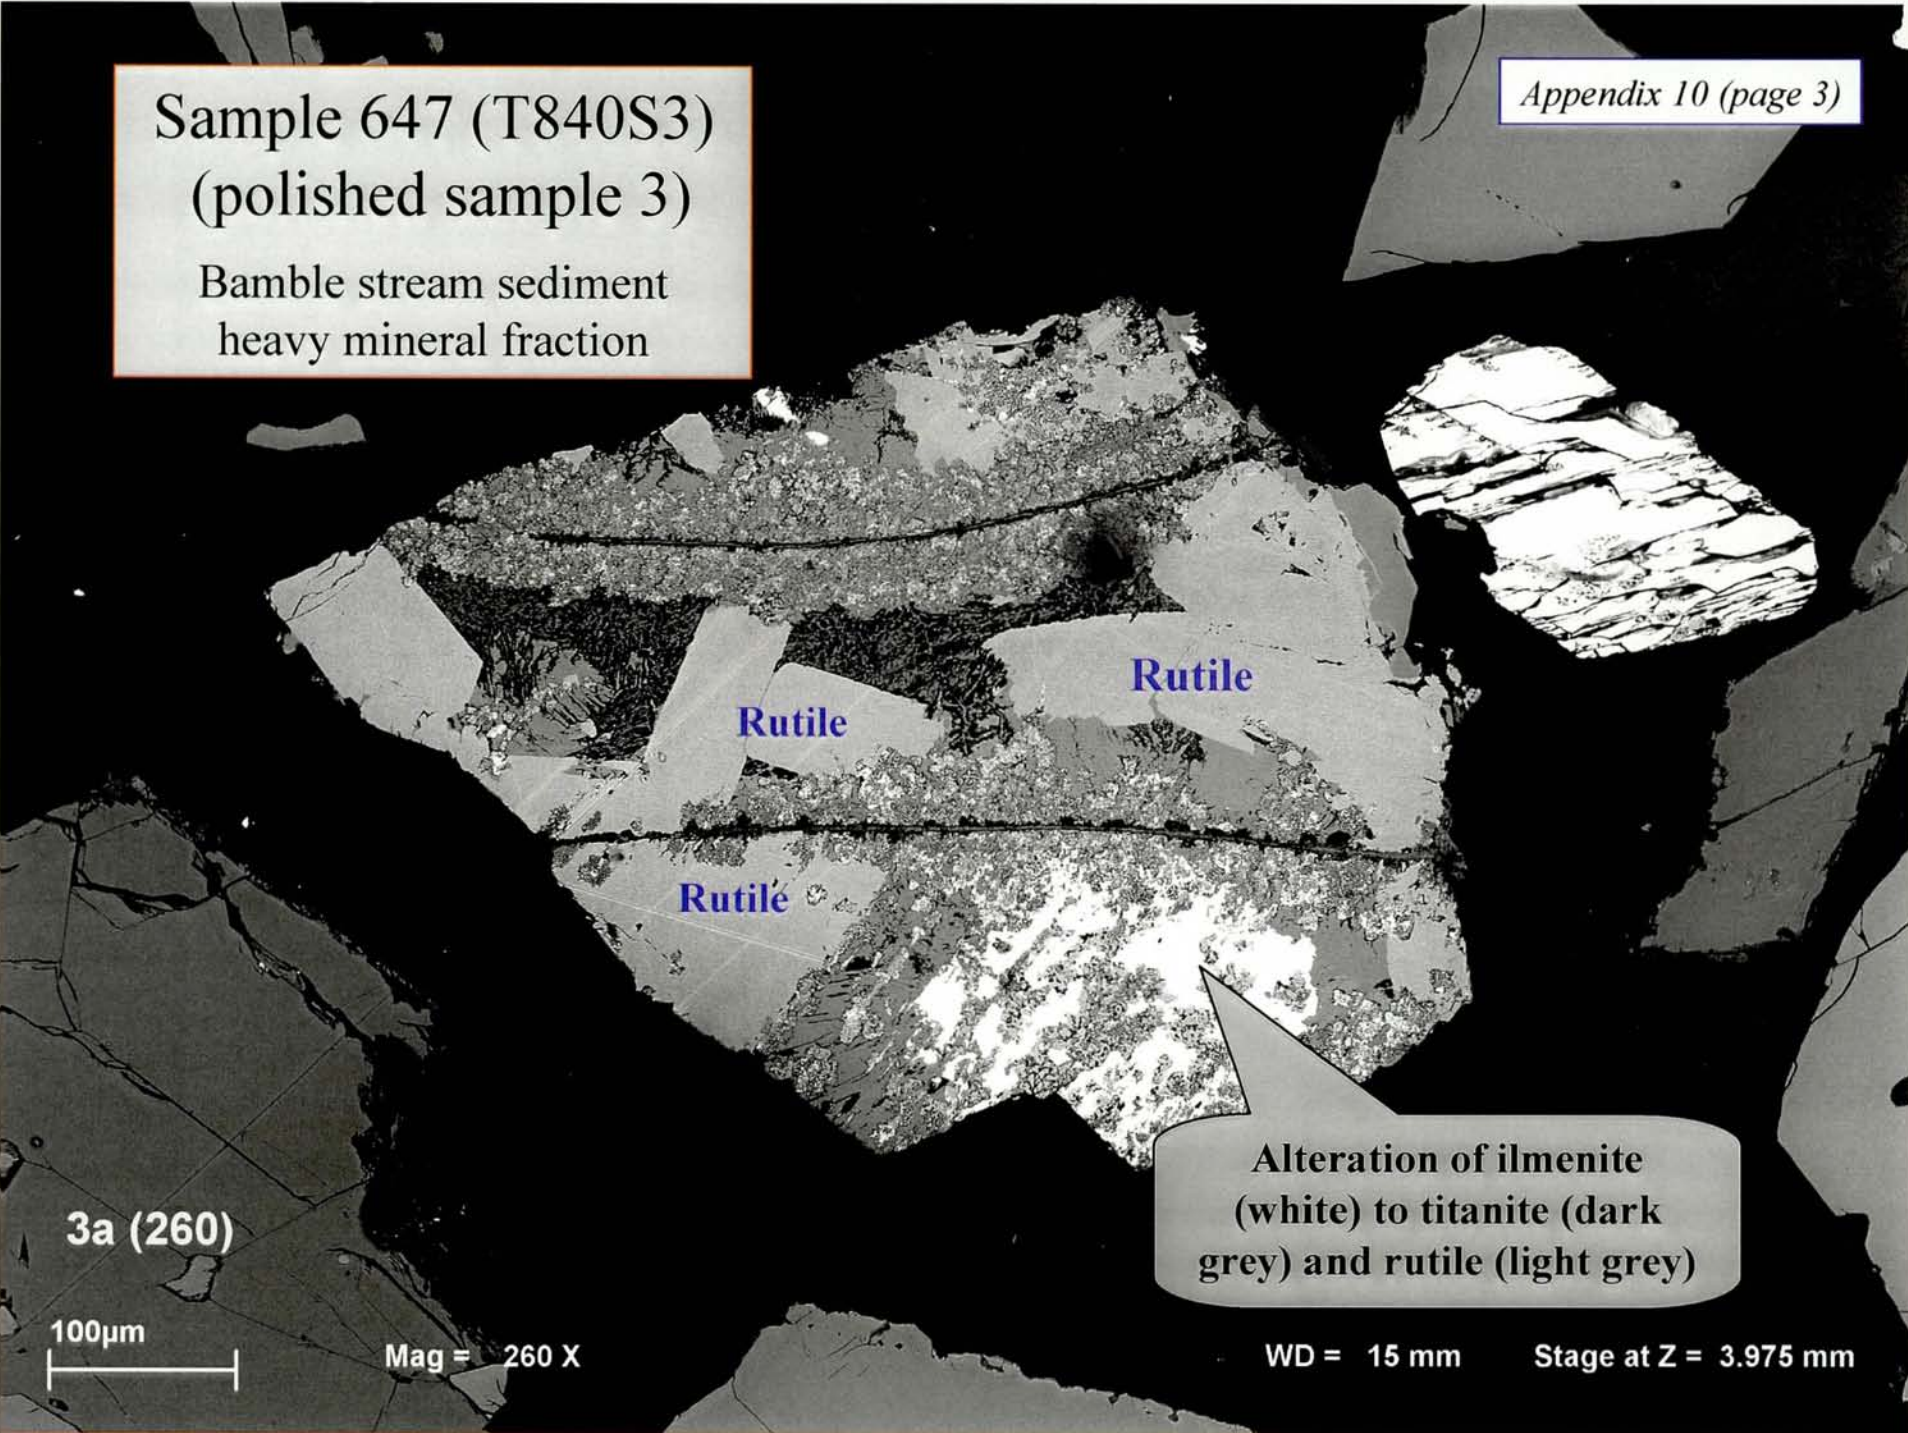 Sample 647 (T840S3)
(polished sample 3)
Bamble stream sediment
heavy mineral fraction
Appendix 10 (page 3)
Rutile
Rutile
Rutile
Alteration of ilmenite
(white) to titanite (dark
grey) and rutile (light grey)
3a (260)
100µm
Mag = 260 X
WD = 15 mm
Stage at Z = 3.975 mm